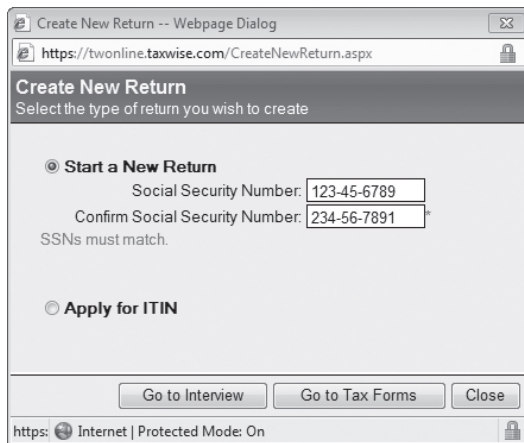 Create New Return -- Webpage Dialog
https://twonline.taxwise.com/CreateNewReturn.aspx
Create New Return
Select the type of return you wish to create
Start a New Return
Social Security Number: 123-45-6789
Confirm Social Security Number: 234-56-7891 *
SSNs must match.
Apply for ITIN
Go to Interview Go to Tax Forms Close
https: Internet | Protected Mode: On